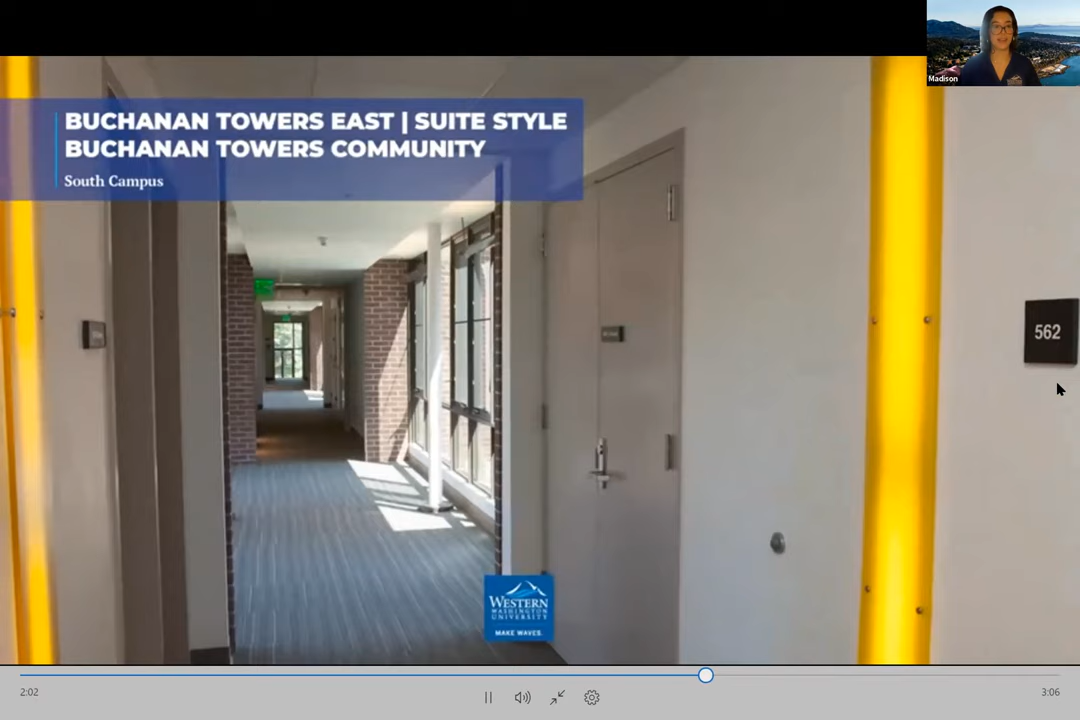 Madison
BUCHANAN TOWERS EAST | SUITE STYLE
BUCHANAN TOWERS COMMUNITY
South Campus
562
WESTERN
WASHINGTON
UNIVERSITY
MAKE WAVES.
2:02
3:06